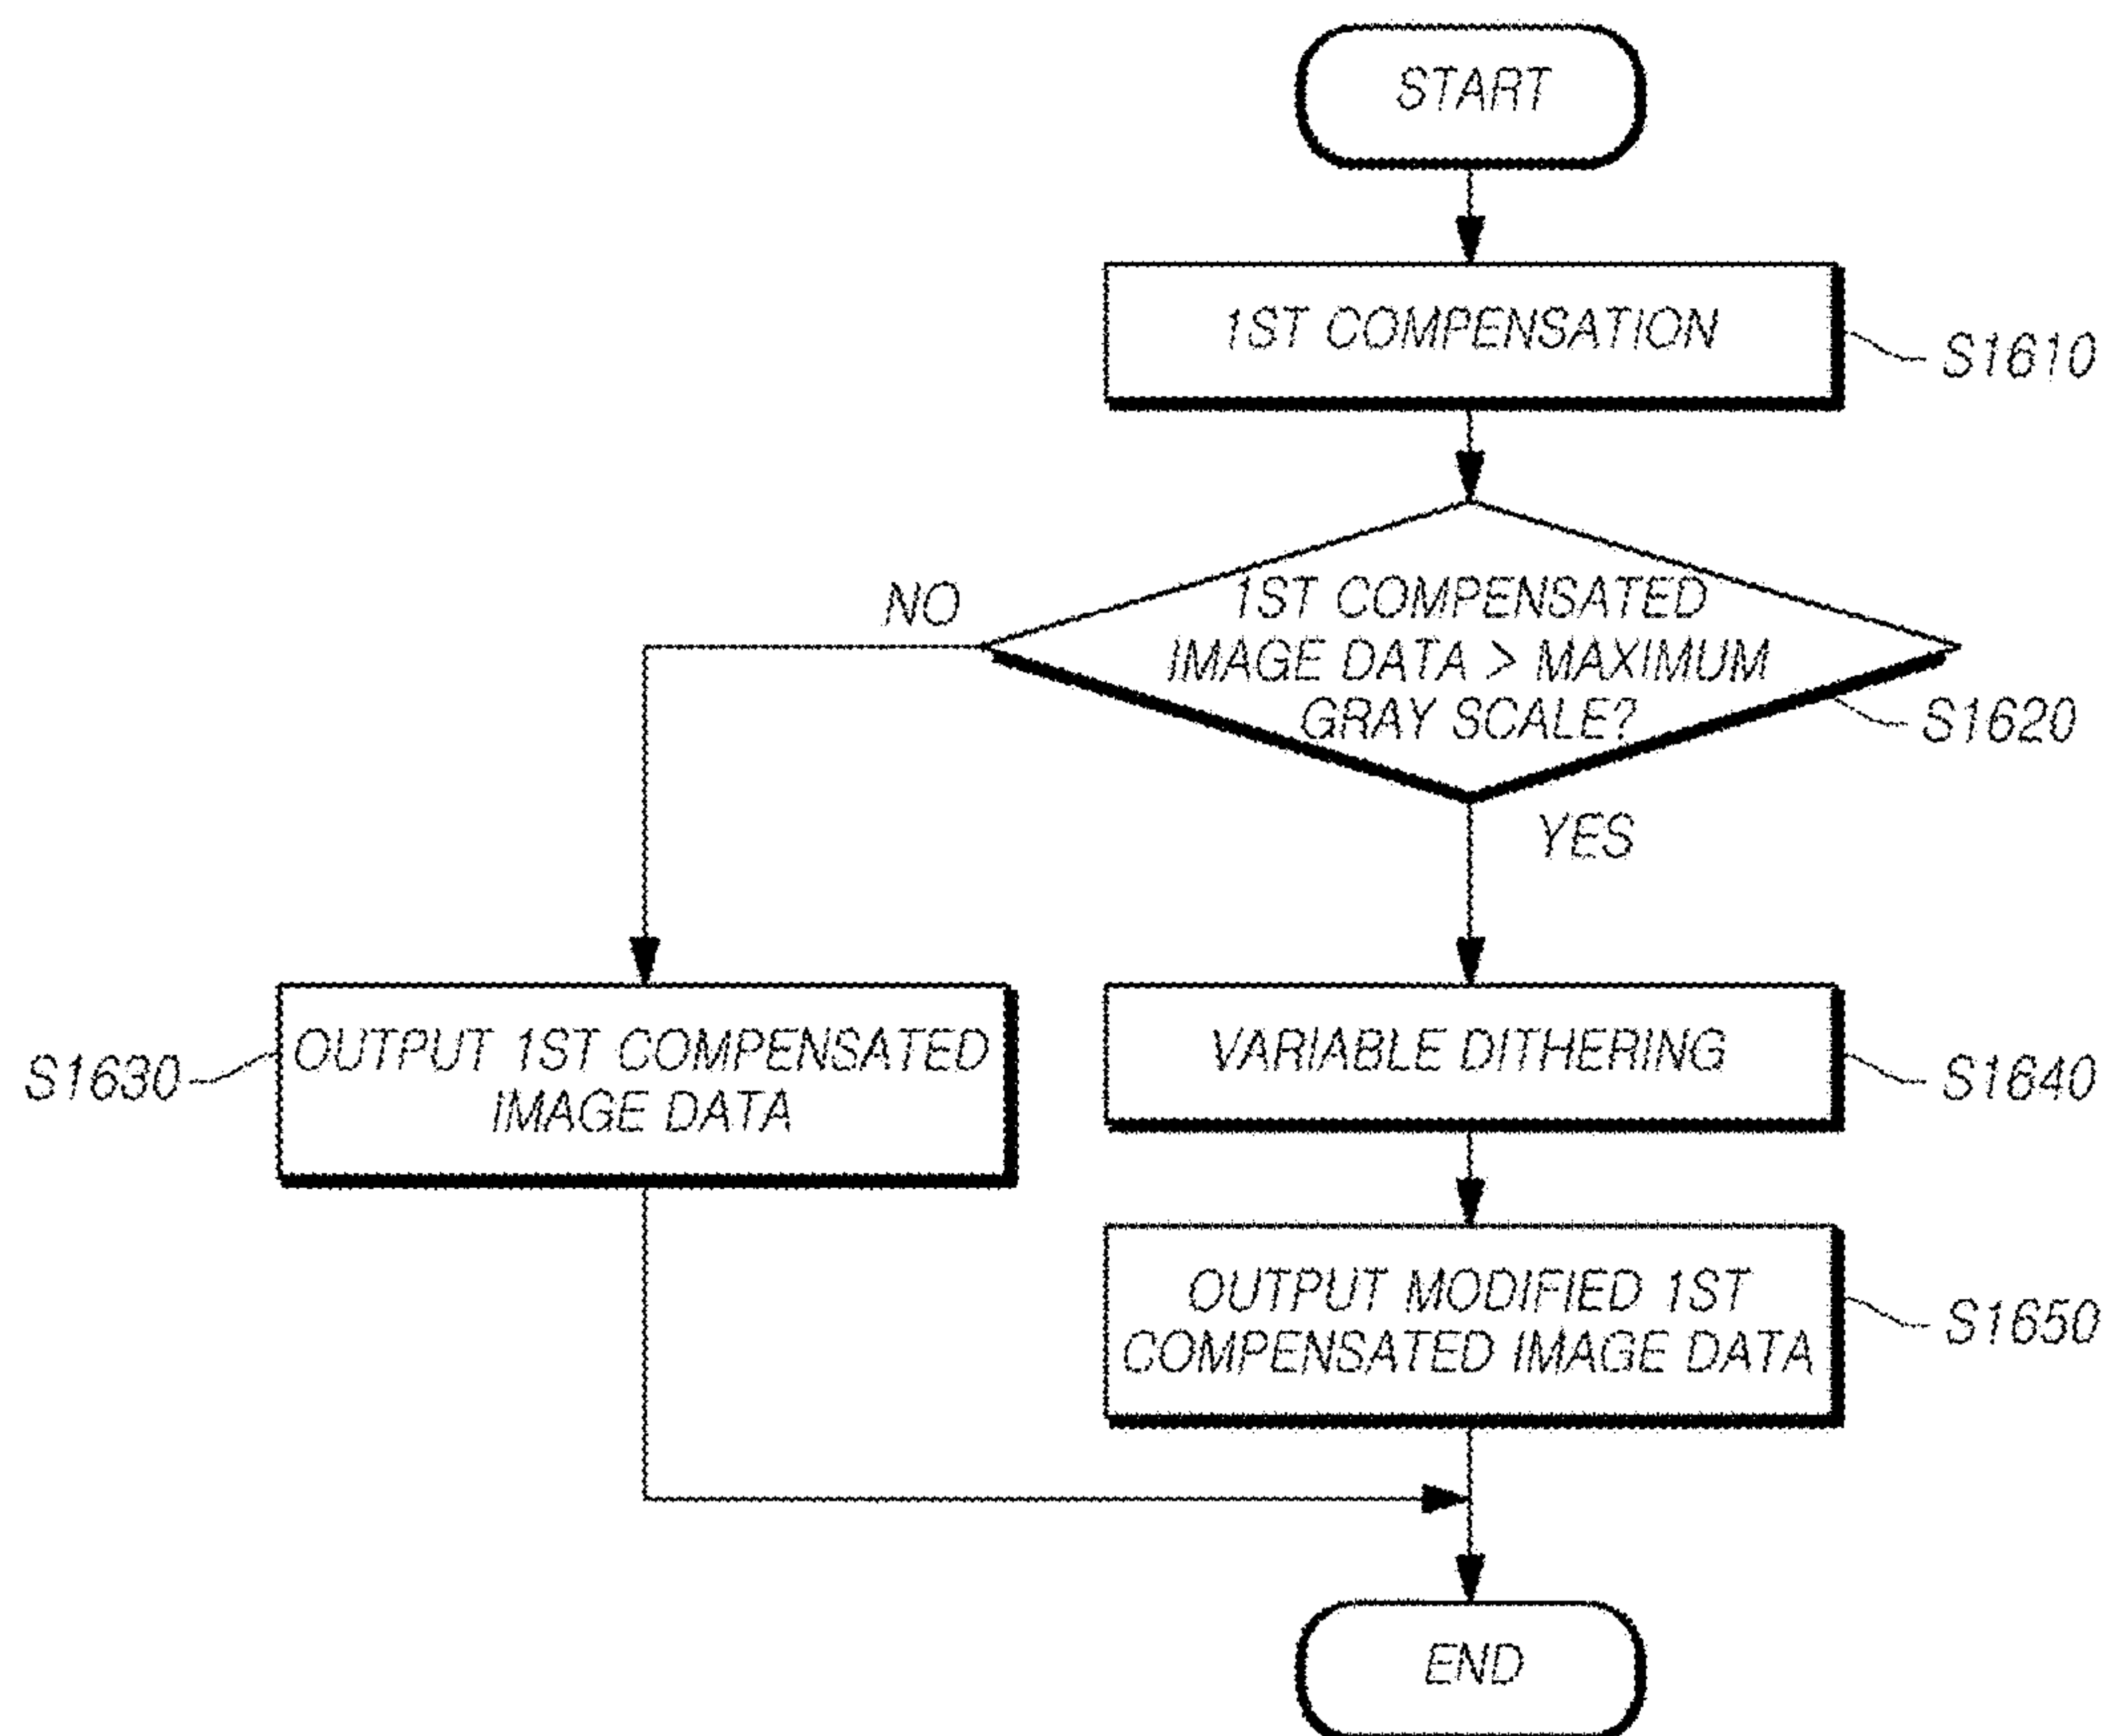 START
1ST COMPENSATION
S1610
1ST COMPENSATED
IMAGE DATA > MAXIMUM
GRAY SCALE?
S1620
NO
YES
S1630
OUTPUT 1ST COMPENSATED
IMAGE DATA
VARIABLE DITHERING
S1640
OUTPUT MODIFIED 1ST
COMPENSATED IMAGE DATA
S1650
END